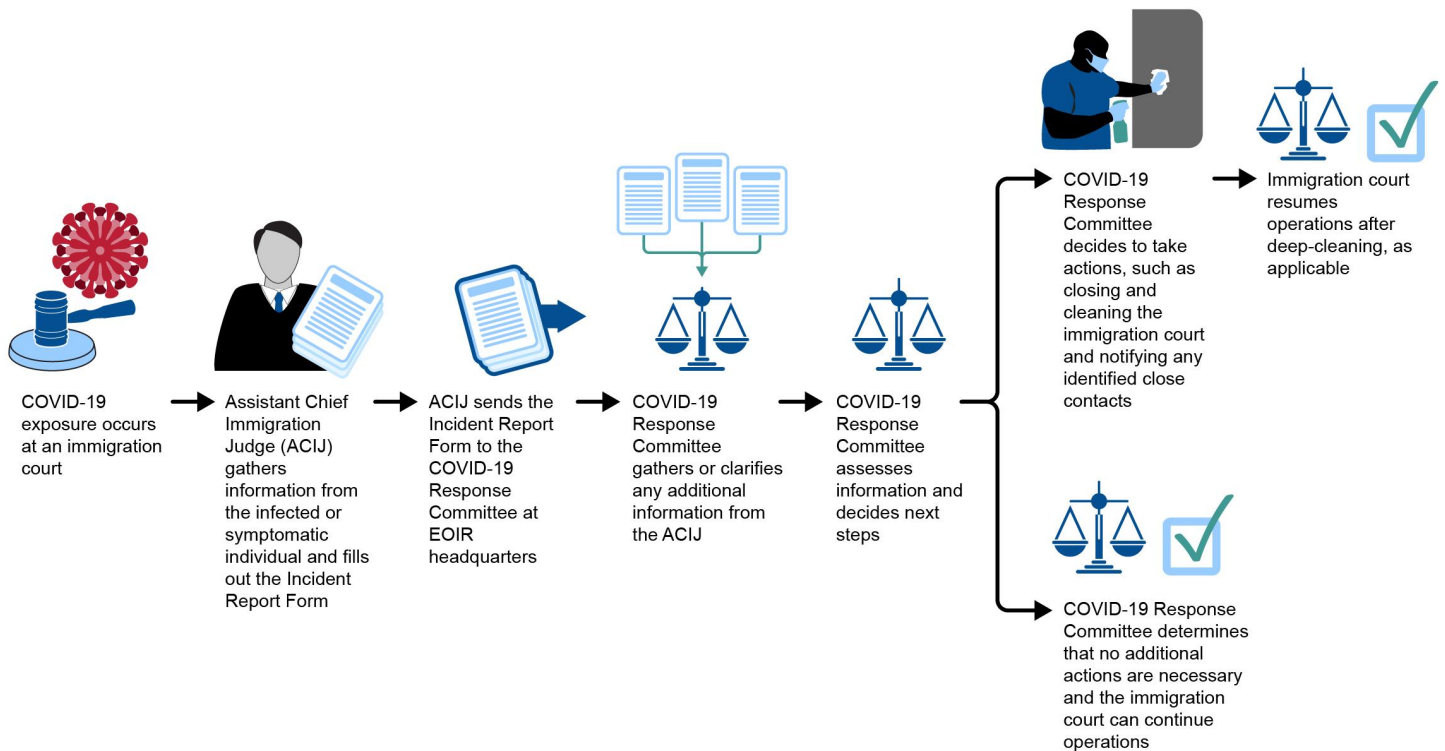 COVID-19
exposure occurs
at an immigration
court
Assistant Chief
Immigration
Judge (ACIJ)
gathers
information from
the infected or
symptomatic
individual and fills
out the Incident
Report Form
ACIJ sends the
Incident Report
Form to the
COVID-19
Response
Committee at
EOIR
headquarters
COVID-19
Response
Committee
gathers or clarifies
any additional
information from
the ACIJ
COVID-19
Response
Committee
assesses
information and
decides next
steps
COVID-19
Response
Committee
decides to take
actions, such as
closing and
cleaning the
immigration court
and notifying any
identified close
contacts
Immigration court
resumes
operations after
deep-cleaning, as
applicable
COVID-19 Response
Committee determines
that no additional
actions are necessary
and the immigration
court can continue
operations